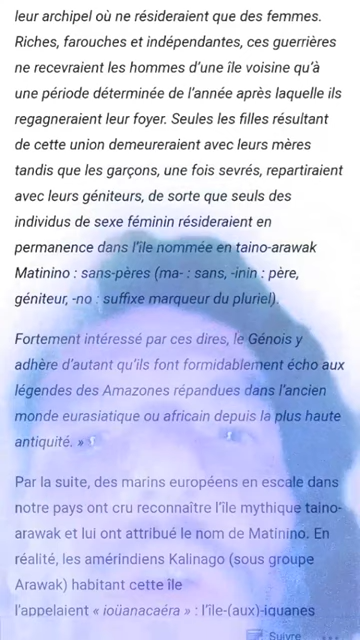 leur archipel où ne résideraient que des femmes.
Riches, farouches et indépendantes, ces guerrières
ne recevraient les hommes d’une île voisine qu’à
une période déterminée de l’année après laquelle ils
regagneraient leur foyer. Seules les filles résultant
de cette union demeureraient avec leurs mères
tandis que les garçons, une fois sevrés, repartiraient
avec leurs géniteurs, de sorte que seuls des
individus de sexe féminin résideraient en
permanence dans l’île nommée en taino-arawak
Matinino : sans-pères (ma- : sans, -inin : père,
géniteur, -no : suffixe marqueur du pluriel).
Fortement intéressé par ces dires, le Génois y
adhère d’autant qu’ils font formidablement écho aux
légendes des Amazones répandues dans l’ancien
monde eurasiatique ou africain depuis la plus haute
antiquité. »
Par la suite, des marins européens en escale dans
notre pays ont cru reconnaître l’île mythique taino-
arawak et lui ont attribué le nom de Matinino. En
réalité, les amérindiens Kalinago (sous groupe
Arawak) habitant cette île
l’appelaient « ioüanacaéra » : l’île-(aux)-iguanes
Suivre